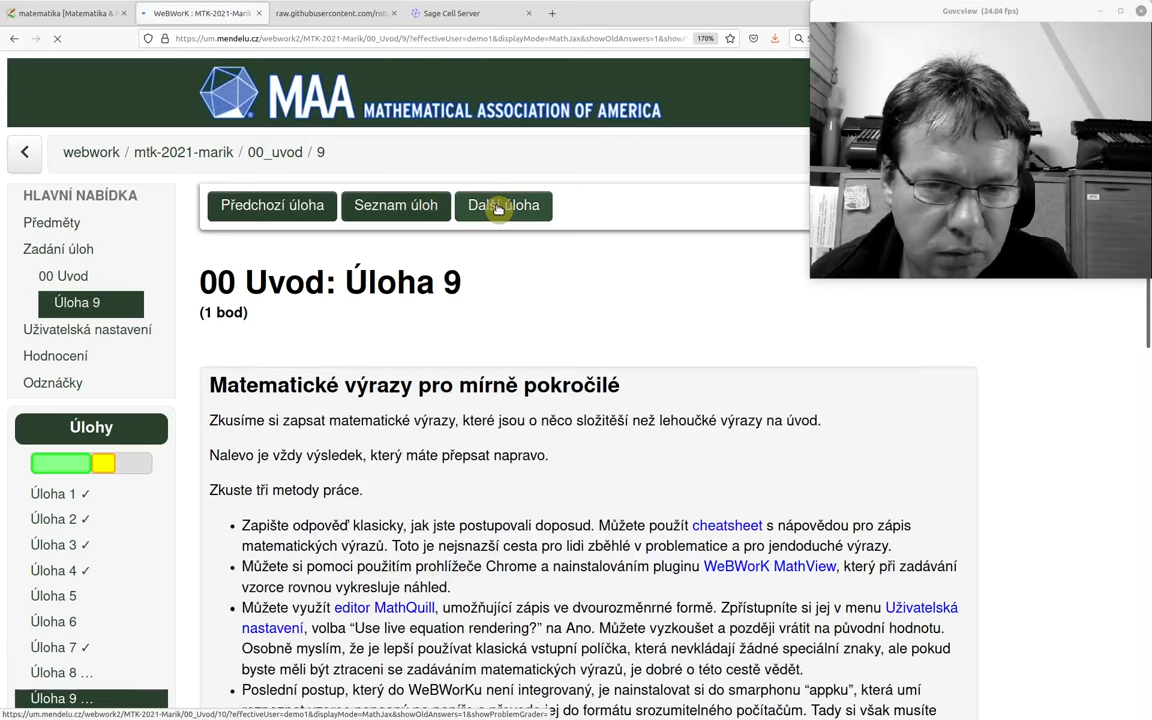 matematika [Matematika &
WeBWorK : MTK-2021-Marik
raw.githubusercontent.com/rob
Sage Cell Server
Guvcview (24.04 fps)
https://um.mendelu.cz/webwork2/MTK-2021-Marik/00_Uvod/9/?effectiveUser=demo1&displayMode=MathJax&showOldAnswers=1&show
170%
MAA MATHEMATICAL ASSOCIATION OF AMERICA
webwork / mtk-2021-marik / 00_uvod / 9
HLAVNÍ NABÍDKA
Předměty
Zadání úloh
00 Uvod
Úloha 9
Uživatelská nastavení
Hodnocení
Odznáčky
Úlohy
Úloha 1 ✓
Úloha 2 ✓
Úloha 3 ✓
Úloha 4 ✓
Úloha 5
Úloha 6
Úloha 7 ✓
Úloha 8 …
Úloha 9 …
Předchozí úloha
Seznam úloh
Další úloha
00 Uvod: Úloha 9
(1 bod)
Matematické výrazy pro mírně pokročilé
Zkusíme si zapsat matematické výrazy, které jsou o něco složitěší než lehoučké výrazy na úvod.
Nalevo je vždy výsledek, který máte přepsat napravo.
Zkuste tři metody práce.
• Zapište odpověď klasicky, jak jste postupovali doposud. Můžete použít cheatsheet s nápovědou pro zápis
matematických výrazů. Toto je nejsnazší cesta pro lidi zběhlé v problematice a pro jendoduché výrazy.
• Můžete si pomoci použitím prohlížeče Chrome a nainstalováním pluginu WeBWorK MathView, který při zadávání
vzorce rovnou vykresluje náhled.
• Můžete využít editor MathQuill, umožňující zápis ve dvourozměnrné formě. Zpřístupníte si jej v menu Uživatelská
nastavení, volba “Use live equation rendering?” na Ano. Můžete vyzkoušet a později vrátit na původní hodnotu.
Osobně myslím, že je lepší používat klasická vstupní políčka, která nevkládají žádné speciální znaky, ale pokud
byste měli být ztraceni se zadáváním matematických výrazů, je dobré o této cestě vědět.
• Poslední postup, který do WeBWorKu není integrovaný, je nainstalovat si do smarphonu “appku”, která umí
https://um.mendelu.cz/webwork2/MTK-2021-Marik/00_Uvod/10/?effectiveUser=demo1&displayMode=MathJax&showOldAnswers=1&showProblemGrader=